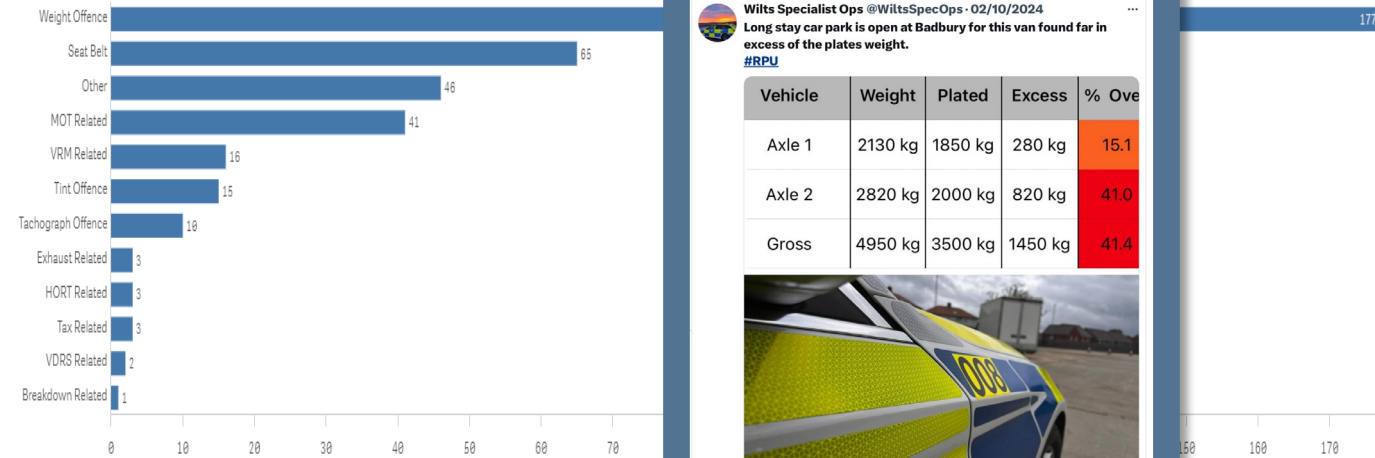 Weight Offence
177
Seat Belt
65
Other
46
MOT Related
41
VRM Related
16
Tint Offence
15
Tachograph Offence
10
Exhaust Related
3
HORT Related
3
Tax Related
3
VDRS Related
2
Breakdown Related
1
0 10 20 30 40 50 60 70
150 160 170
Wilts Specialist Ops @WiltsSpecOps · 02/10/2024 ...
Long stay car park is open at Badbury for this van found far in
excess of the plates weight.
#RPU
Vehicle Weight Plated Excess % Ove
Axle 1 2130 kg 1850 kg 280 kg 15.1
Axle 2 2820 kg 2000 kg 820 kg 41.0
Gross 4950 kg 3500 kg 1450 kg 41.4
008